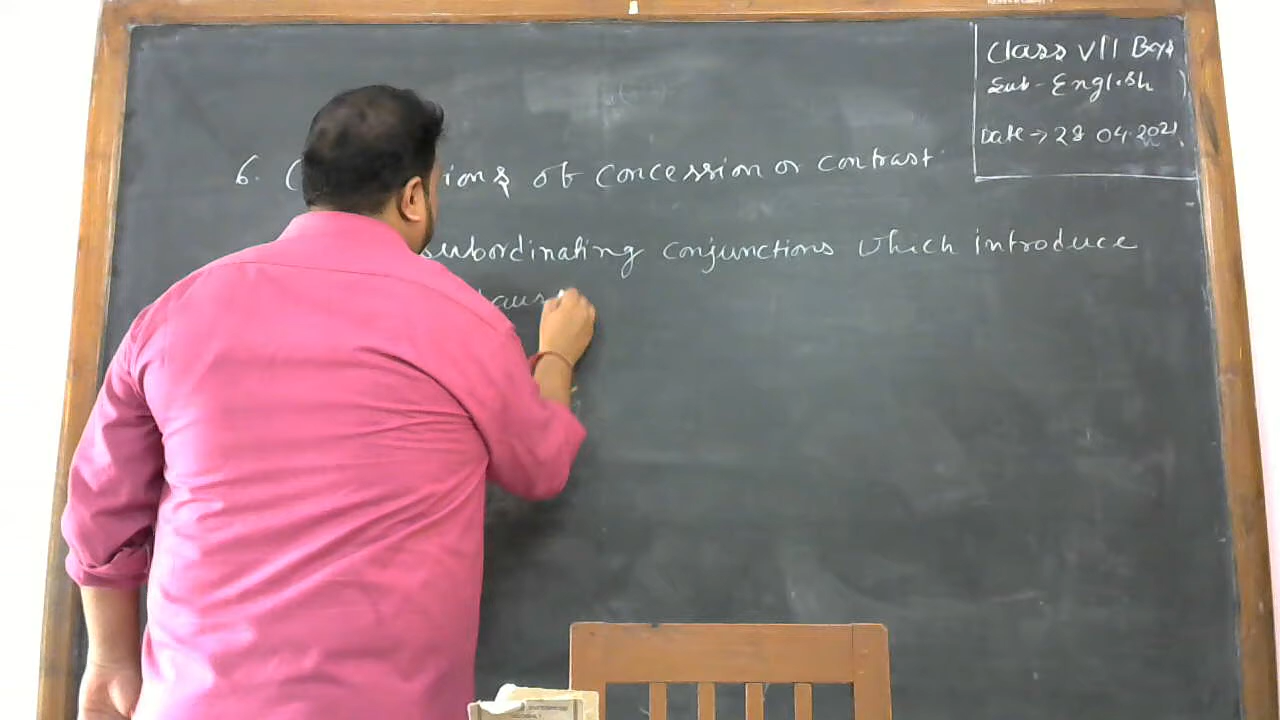 Class VII Boys
Sub- English
Date → 28 04.2021
6. C ions of concession or contrast
subordinating conjunctions which introduce
laus